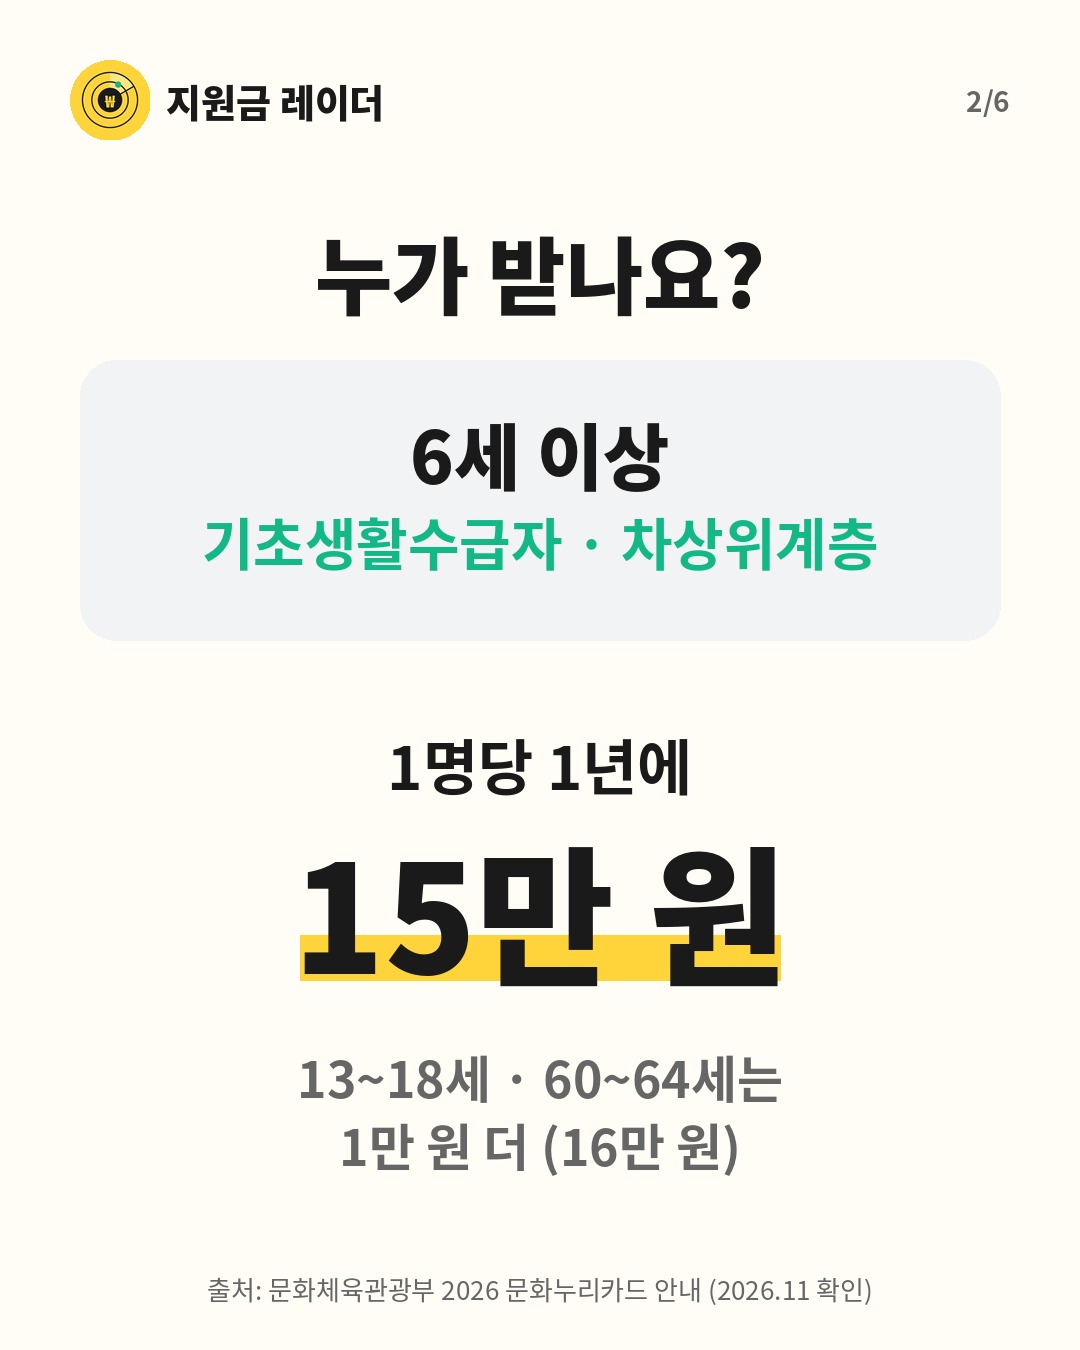 ₩
지원금 레이더
2/6
누가 받나요?
6세 이상
기초생활수급자 · 차상위계층
1명당 1년에
15만 원
13~18세 · 60~64세는
1만 원 더 (16만 원)
출처: 문화체육관광부 2026 문화누리카드 안내 (2026.11 확인)